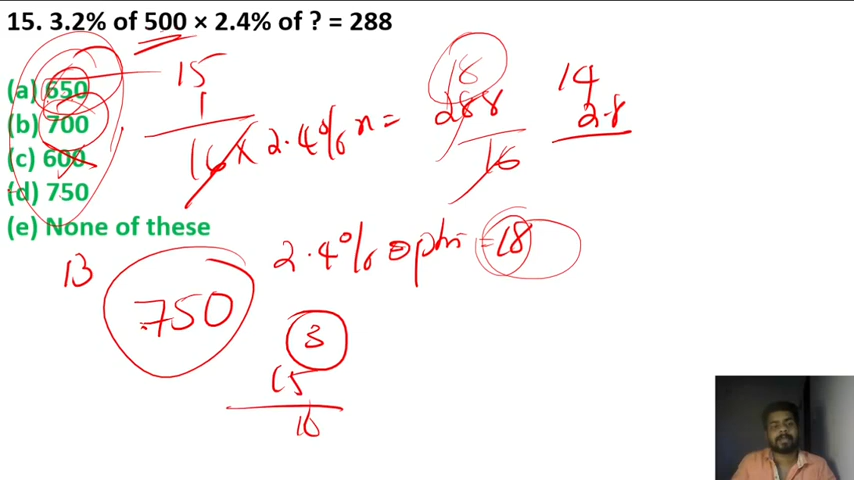 15. 3.2% of 500 × 2.4% of ? = 288
(a) 650
(b) 700
(c) 600
(d) 750
(e) None of these
15
1
16 × 2.4% n =
18
288
16
14
2.8
2.4% = 18
13
750
3
15
10